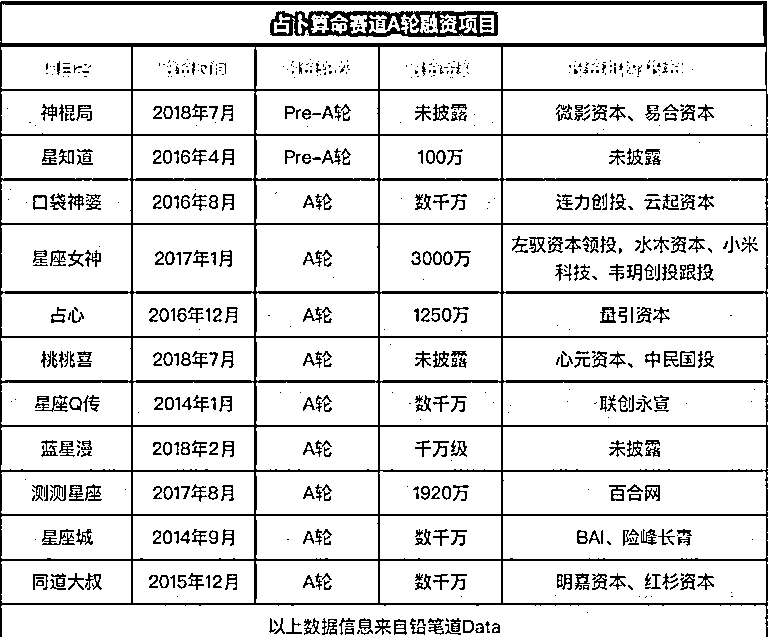 占卜算命赛道A轮融资项目
神棍局 2018年7月 Pre-A轮 未披露 微影资本、易合资本
星知道 2016年4月 Pre-A轮 100万 未披露
口袋神婆 2016年8月 A轮 数千万 连力创投、云起资本
星座女神 2017年1月 A轮 3000万 左驭资本领投，水木资本、小米
科技、韦玥创投跟投
占心 2016年12月 A轮 1250万 量引资本
桃桃喜 2018年7月 A轮 未披露 心元资本、中民国投
星座Q传 2014年1月 A轮 数千万 联创永宣
蓝星漫 2018年2月 A轮 千万级 未披露
测测星座 2017年8月 A轮 1920万 百合网
星座城 2014年9月 A轮 数千万 BAI、险峰长青
同道大叔 2015年12月 A轮 数千万 明嘉资本、红杉资本
以上数据信息来自铅笔道Data